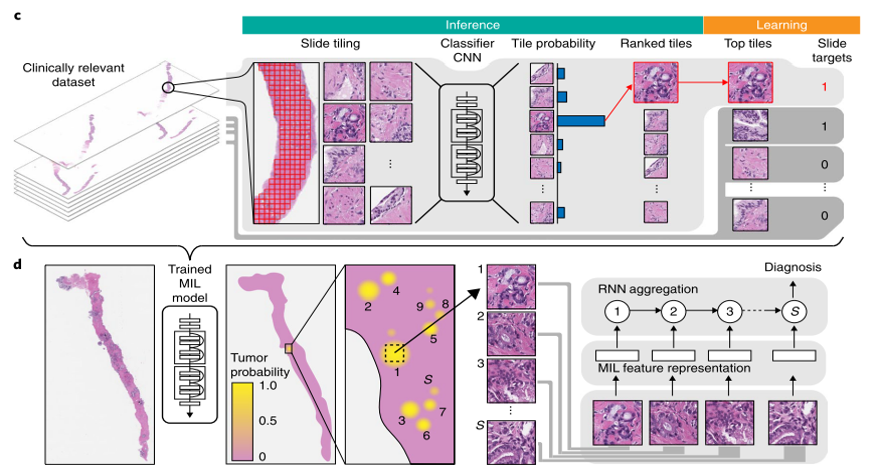 c
Inference
Learning
Slide tiling
Classifier
CNN
Tile probability
Ranked tiles
Top tiles
Slide
targets
Clinically relevant
dataset
1
1
0
0
d
Trained
MIL
model
Tumor
probability
1.0
0.5
0
1
2
3
4
5
6
7
8
9
S
1
2
3
S
Diagnosis
RNN aggregation
1
2
3
S
MIL feature representation